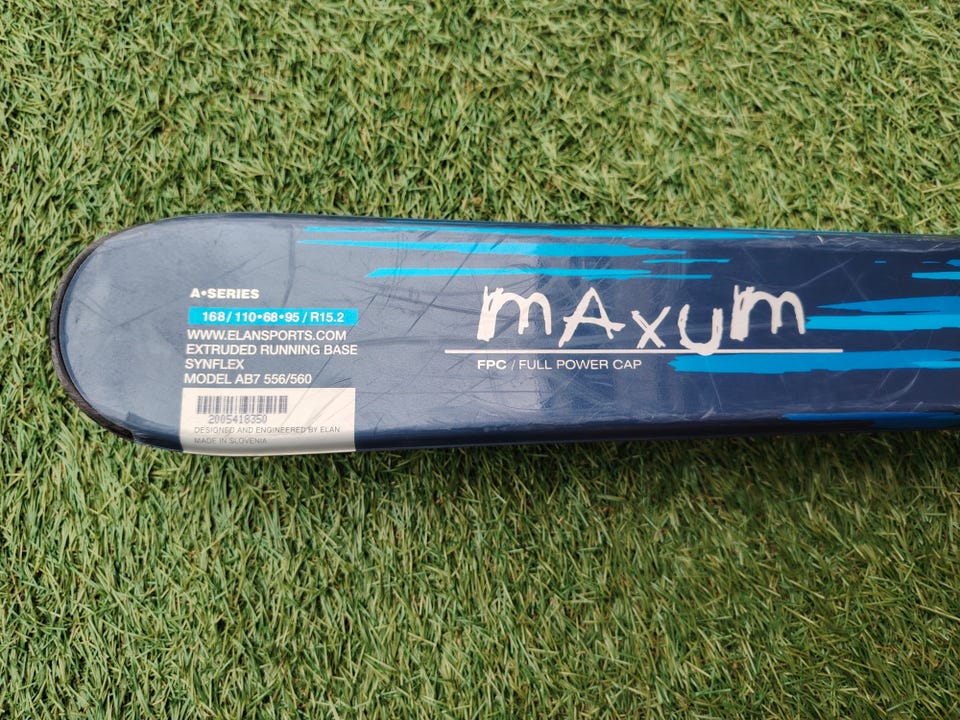 A•SERIES
168/110•68•95/R15.2
WWW.ELANSPORTS.COM
EXTRUDED RUNNING BASE
SYNFLEX
MODEL AB7 556/560
2005418350
DESIGNED AND ENGINEERED BY ELAN
MADE IN SLOVENIA
mAxum
FPC / FULL POWER CAP